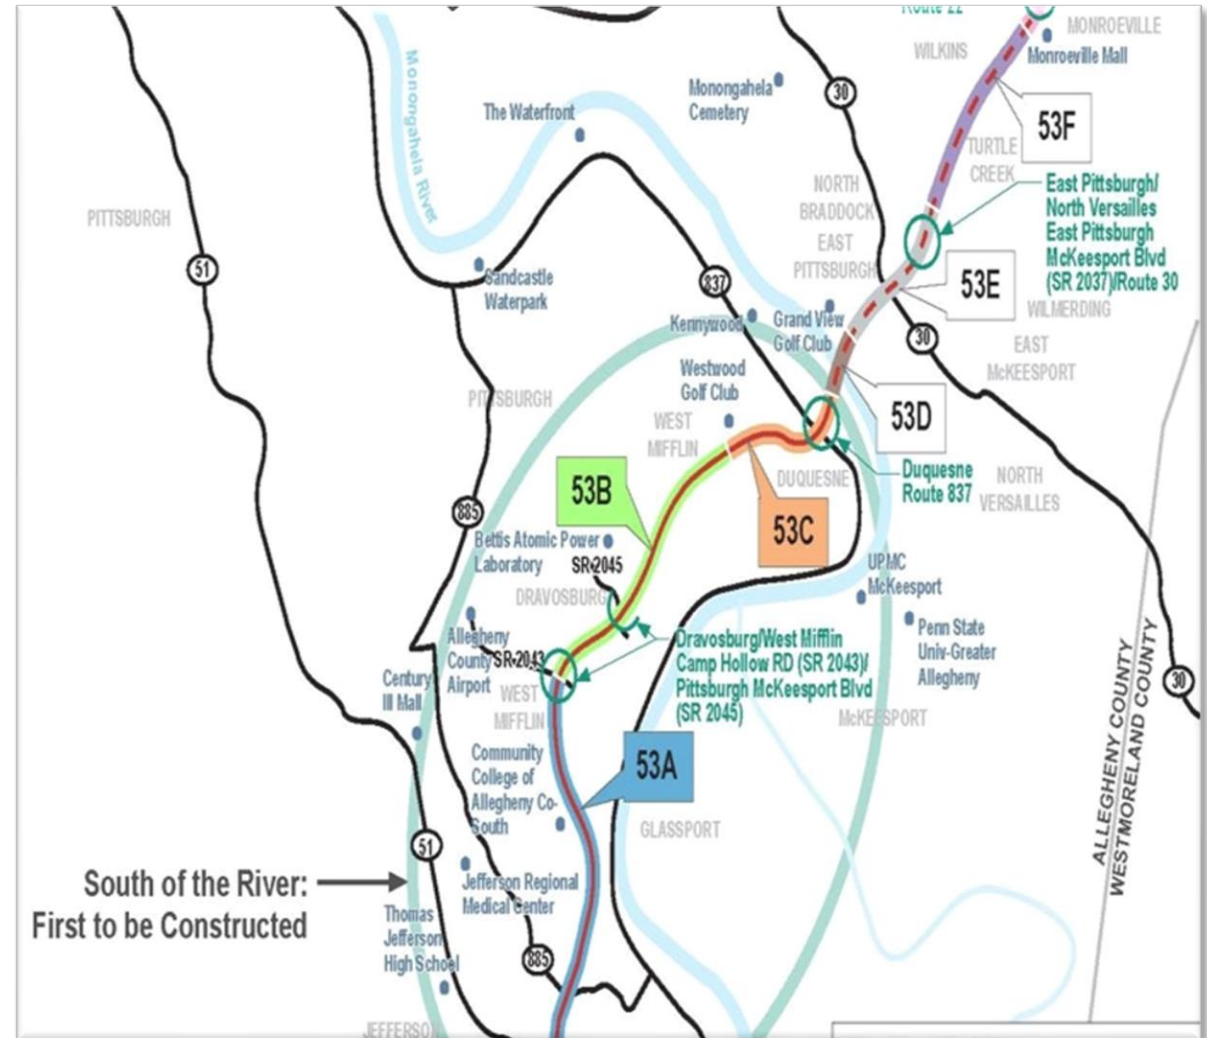 Route 22
MONROEVILLE
WILKINS
Monroeville Mall
Monongahela River
The Waterfront
Monongahela
Cemetery
30
53F
TURTLE
CREEK
NORTH
BRADDOCK
East Pittsburgh/
North Versailles
East Pittsburgh
McKeesport Blvd
(SR 2037)/Route 30
PITTSBURGH
51
EAST
PITTSBURGH
Sandcastle
Waterpark
837
53E
WILMERDING
Kennywood
Grand View
Golf Club
30
EAST
McKEESPORT
Westwood
Golf Club
PITTSBURGH
WEST
MIFFLIN
53D
Duquesne
Route 837
DUQUESNE
NORTH
VERSAILLES
53B
53C
885
Bettis Atomic Power
Laboratory
SR 2045
DRAVOSBURG
UPMC
McKeesport
Penn State
Univ-Greater
Allegheny
Allegheny
County
Airport
SR-2043
Dravosburg/West Mifflin
Camp Hollow RD (SR 2043)/
Pittsburgh McKeesport Blvd
(SR 2045)
Century
III Mall
WEST
MIFFLIN
McKEESPORT
30
ALLEGHENY COUNTY
WESTMORELAND COUNTY
Community
College of
Allegheny Co-
South
53A
GLASSPORT
51
South of the River:
First to be Constructed
Jefferson Regional
Medical Center
Thomas
Jefferson
High School
885
JEFFERSON